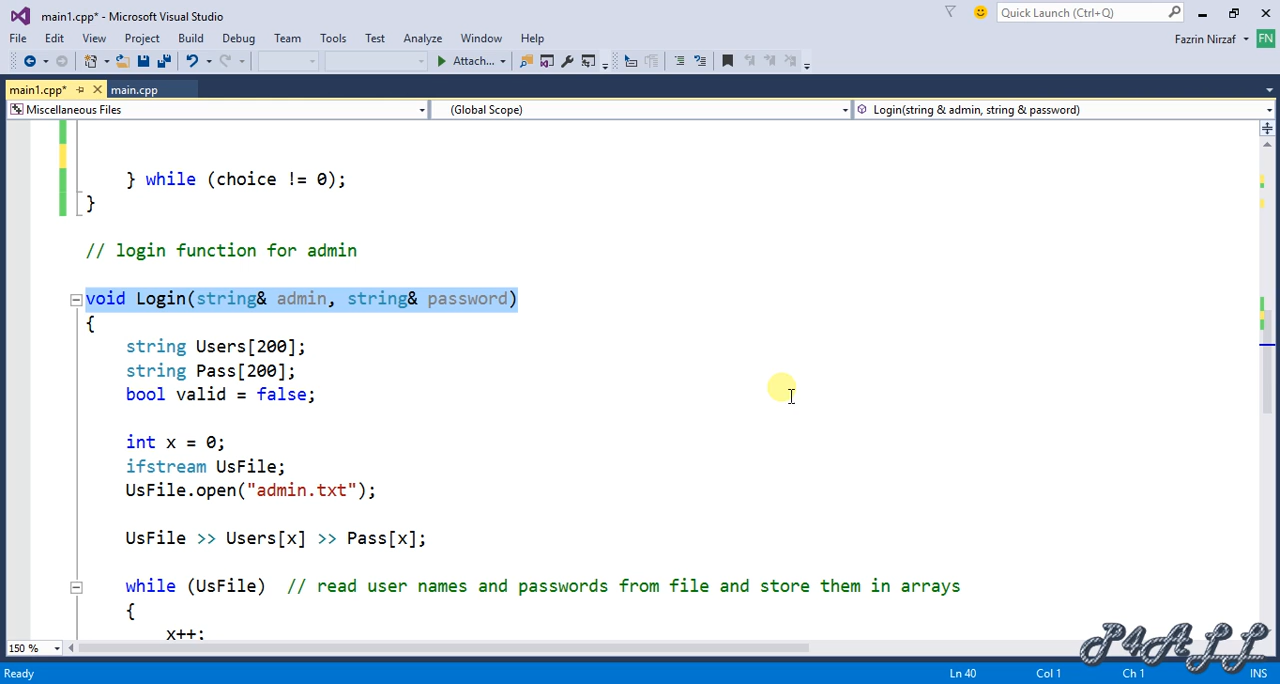 main1.cpp* - Microsoft Visual Studio
Quick Launch (Ctrl+Q)
File Edit View Project Build Debug Team Tools Test Analyze Window Help
Fazrin Nirzaf FN
Attach...
main1.cpp* main.cpp
Miscellaneous Files (Global Scope) Login(string & admin, string & password)
} while (choice != 0);
}
// login function for admin
void Login(string& admin, string& password)
{
string Users[200];
string Pass[200];
bool valid = false;
int x = 0;
ifstream UsFile;
UsFile.open("admin.txt");
UsFile >> Users[x] >> Pass[x];
while (UsFile) // read user names and passwords from file and store them in arrays
{
x++;
150 %
P4ALL
Ready Ln 40 Col 1 Ch 1 INS